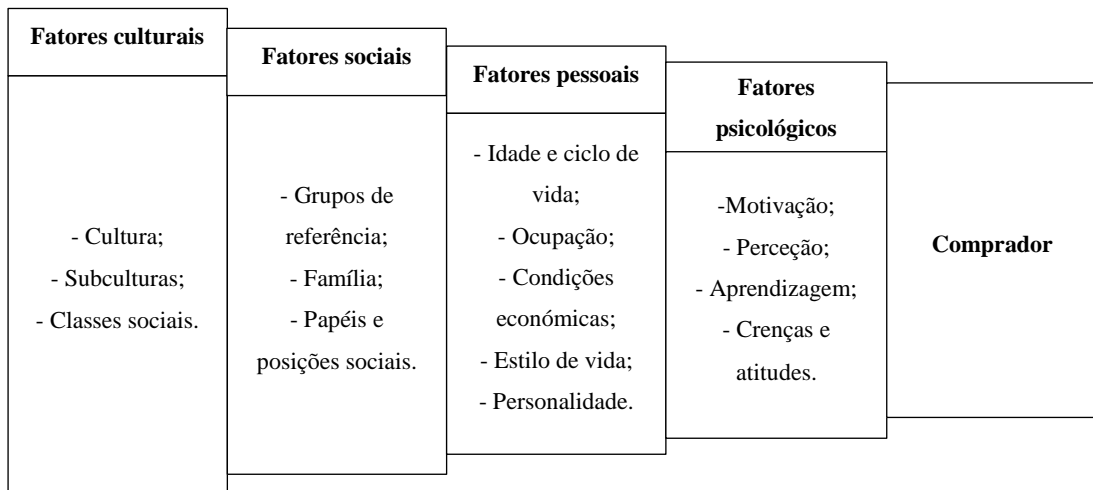 Fatores culturais
- Cultura;
- Subculturas;
- Classes sociais.
Fatores sociais
- Grupos de
referência;
- Família;
- Papéis e
posições sociais.
Fatores pessoais
- Idade e ciclo de
vida;
- Ocupação;
- Condições
económicas;
- Estilo de vida;
- Personalidade.
Fatores
psicológicos
-Motivação;
- Perceção;
- Aprendizagem;
- Crenças e
atitudes.
Comprador